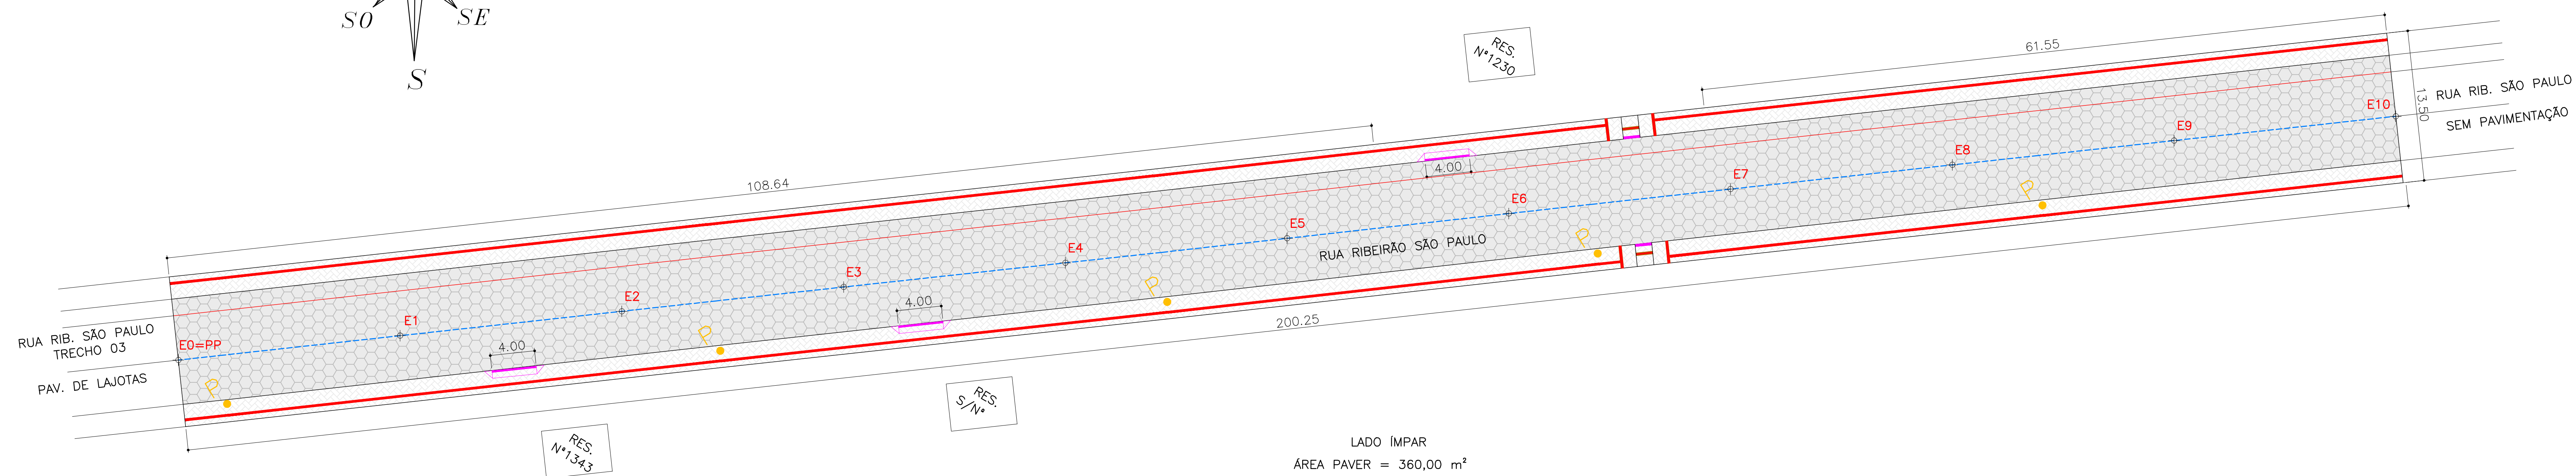 SO
SE
S
RES.
N°1230
61.55
RUA RIB. SÃO PAULO
SEM PAVIMENTAÇÃO
13.50
E10
E9
E8
E7
E6
E5
E4
E3
E2
E1
E0=PP
108.64
4.00
RUA RIBEIRÃO SÃO PAULO
P
P
P
P
P
4.00
4.00
200.25
RUA RIB. SÃO PAULO
TRECHO 03
PAV. DE LAJOTAS
RES.
S/N°
RES.
N°1343
LADO ÍMPAR
ÁREA PAVER = 360,00 m²